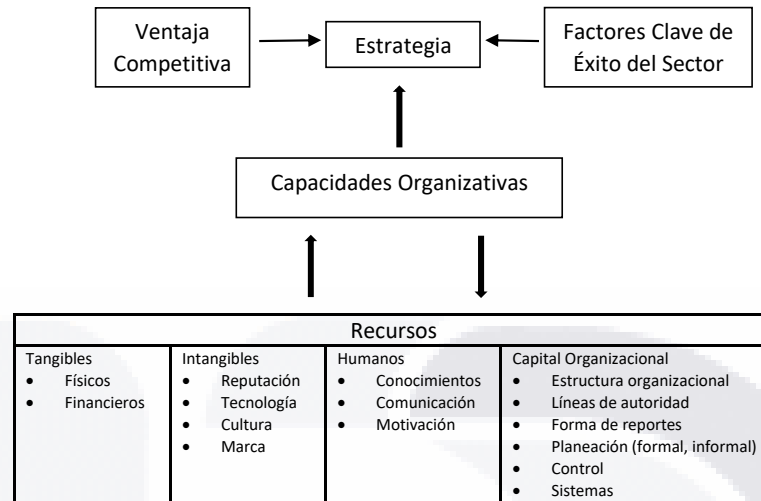 Ventaja
Competitiva
Estrategia
Factores Clave de
Éxito del Sector
Capacidades Organizativas
Recursos
Tangibles
• Físicos
• Financieros
Intangibles
• Reputación
• Tecnología
• Cultura
• Marca
Humanos
• Conocimientos
• Comunicación
• Motivación
Capital Organizacional
• Estructura organizacional
• Líneas de autoridad
• Forma de reportes
• Planeación (formal, informal)
• Control
• Sistemas